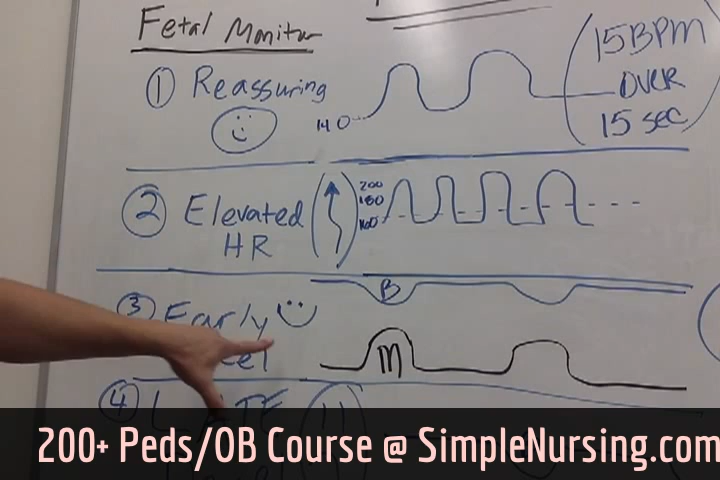 Fetal Monitor
① Reassuring
140
15 BPM
OVER
15 sec
② Elevated
HR
200
180
160
③ Early
B
M
④
200+ Peds/OB Course @ SimpleNursing.com